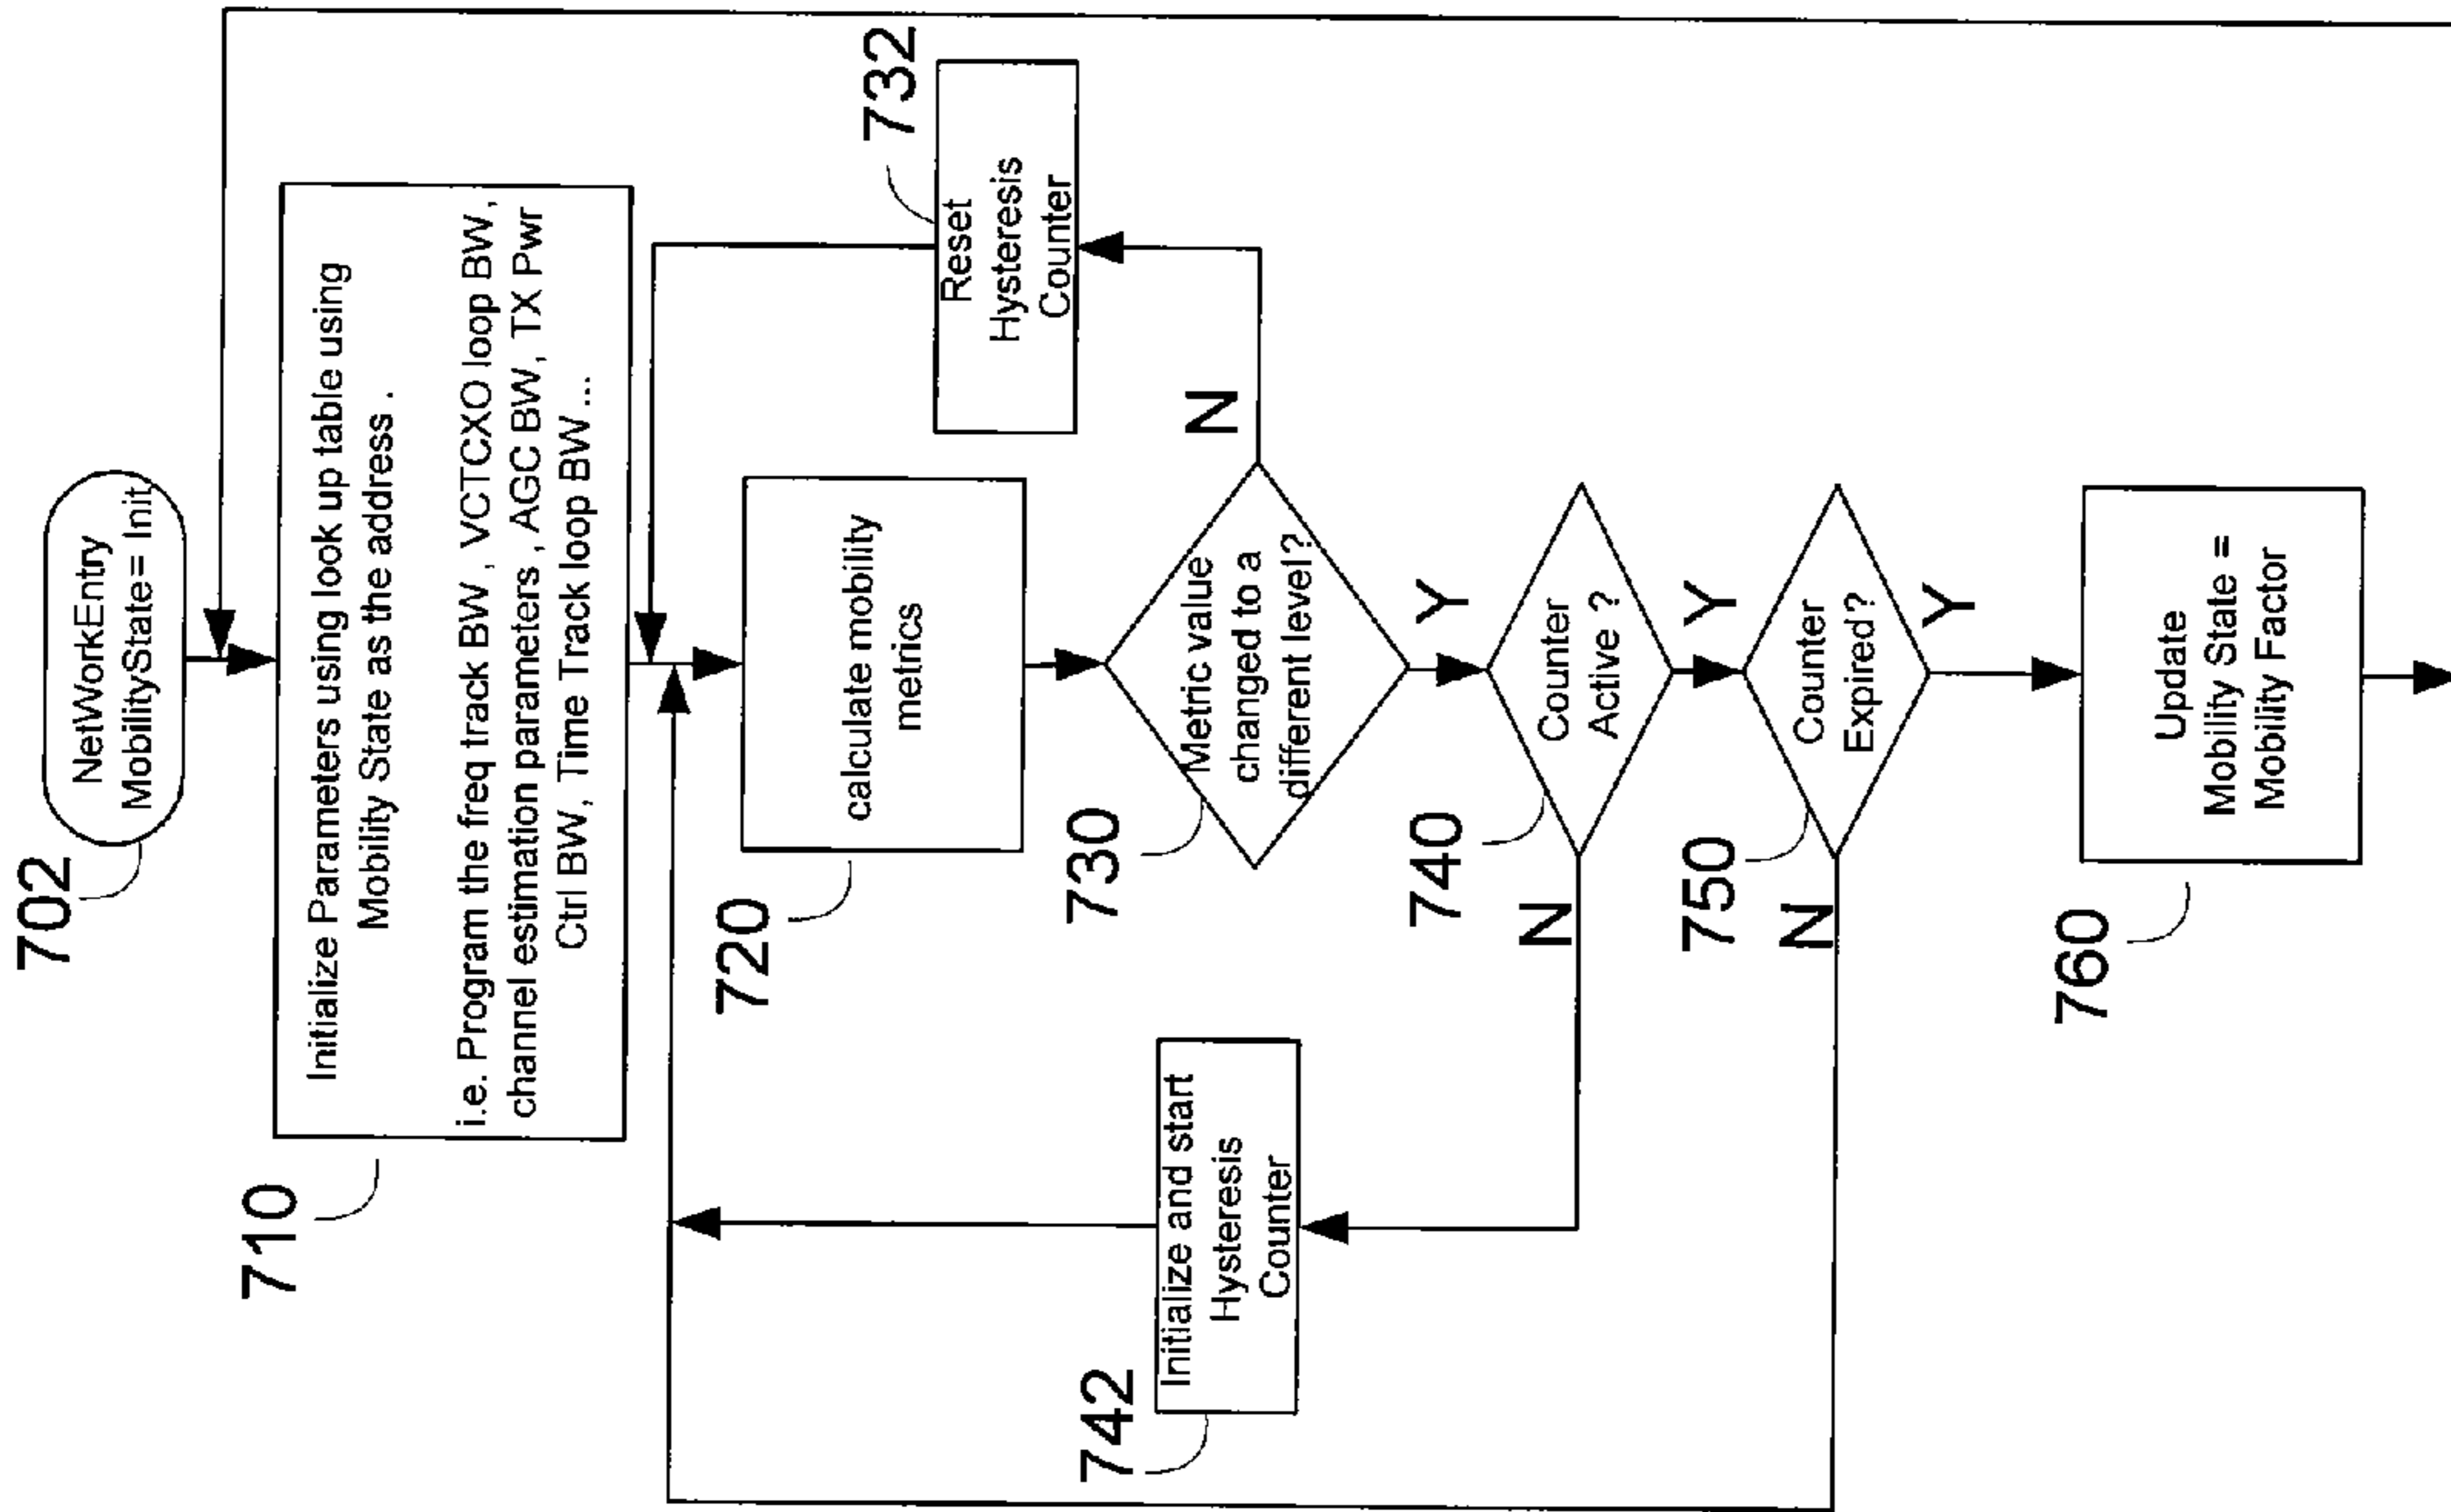 702
NetWorkEntry
MobilityState= Init
710
Initialize Parameters using look up table using
Mobility State as the address .
i.e. Program the freq track BW , VCTCXO loop BW ,
channel estimation parameters , AGC BW , TX Pwr
Ctrl BW, Time Track loop BW ...
720
calculate mobility
metrics
730
Metric value
changed to a
different level?
N
Reset
Hysteresis
Counter
732
Y
740
Counter
Active ?
N
742
Initialize and start
Hysteresis
Counter
Y
750
Counter
Expired?
N
Y
760
Update
Mobility State =
Mobility Factor